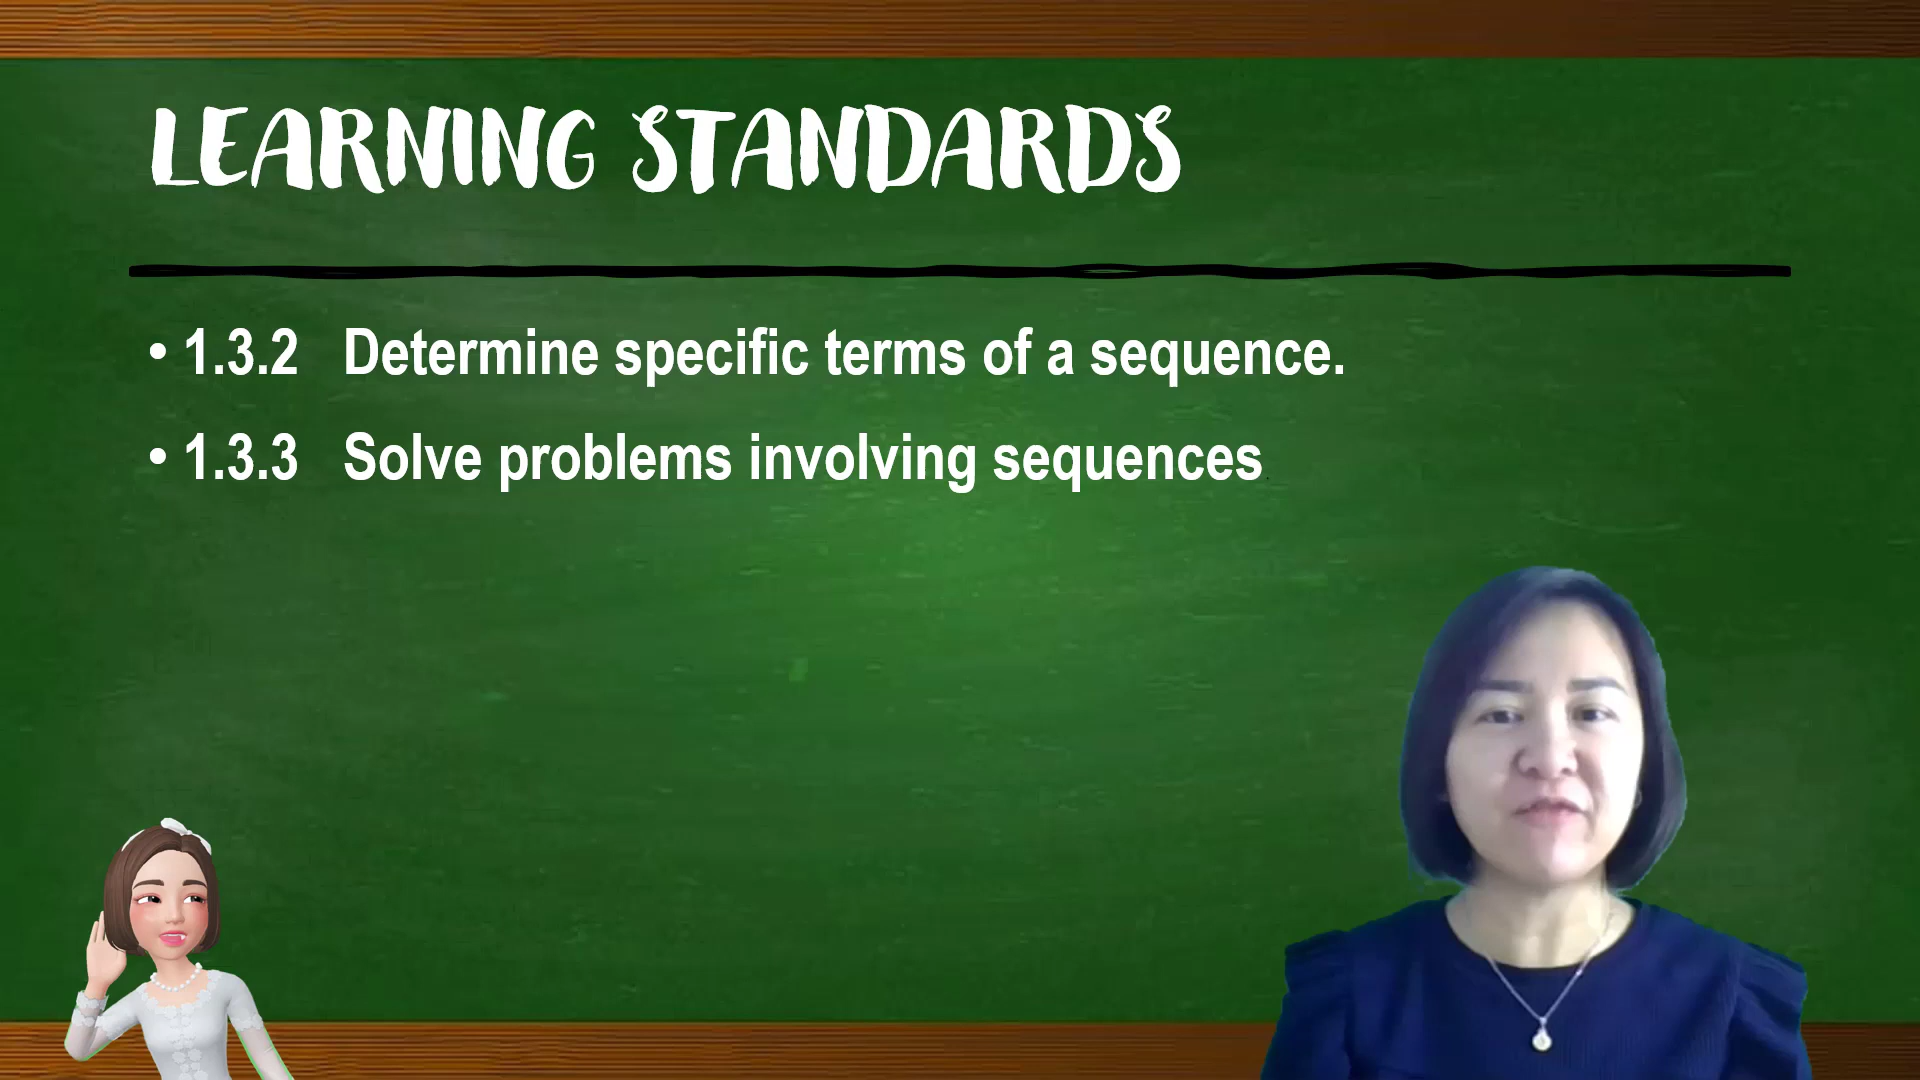 LEARNING STANDARDS
• 1.3.2 Determine specific terms of a sequence.
• 1.3.3 Solve problems involving sequences.